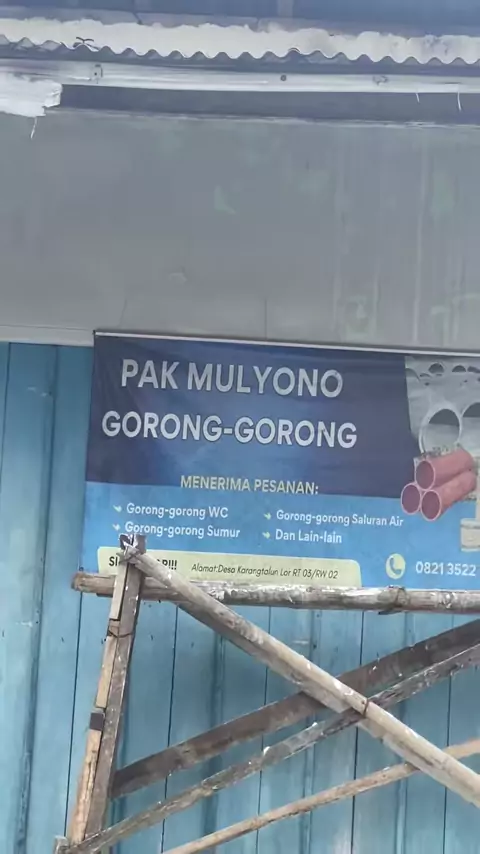 PAK MULYONO
GORONG-GORONG
MENERIMA PESANAN:
Gorong-gorong WC
Gorong-gorong Sumur
Gorong-gorong Saluran Air
Dan Lain-lain
Alamat:Desa Karangtalun Lor RT 03/RW 02
0821 3522